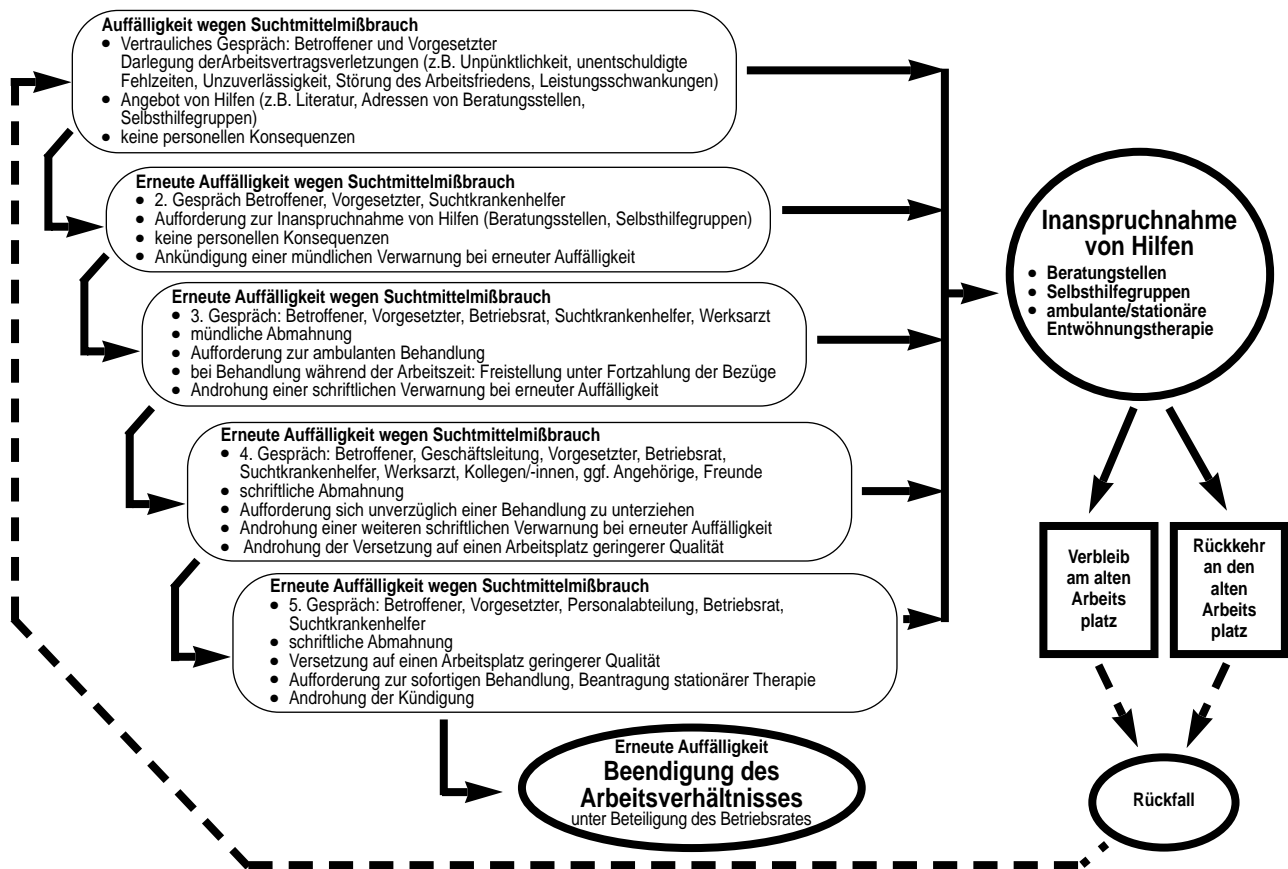 Auffälligkeit wegen Suchtmittelmißbrauch
• Vertrauliches Gespräch: Betroffener und Vorgesetzter
Darlegung derArbeitsvertragsverletzungen (z.B. Unpünktlichkeit, unentschuldigte
Fehlzeiten, Unzuverlässigkeit, Störung des Arbeitsfriedens, Leistungsschwankungen)
• Angebot von Hilfen (z.B. Literatur, Adressen von Beratungsstellen,
Selbsthilfegruppen)
• keine personellen Konsequenzen
Erneute Auffälligkeit wegen Suchtmittelmißbrauch
• 2. Gespräch Betroffener, Vorgesetzter, Suchtkrankenhelfer
• Aufforderung zur Inanspruchnahme von Hilfen (Beratungsstellen, Selbsthilfegruppen)
• keine personellen Konsequenzen
• Ankündigung einer mündlichen Verwarnung bei erneuter Auffälligkeit
Erneute Auffälligkeit wegen Suchtmittelmißbrauch
• 3. Gespräch: Betroffener, Vorgesetzter, Betriebsrat, Suchtkrankenhelfer, Werksarzt
• mündliche Abmahnung
• Aufforderung zur ambulanten Behandlung
• bei Behandlung während der Arbeitszeit: Freistellung unter Fortzahlung der Bezüge
• Androhung einer schriftlichen Verwarnung bei erneuter Auffälligkeit
Erneute Auffälligkeit wegen Suchtmittelmißbrauch
• 4. Gespräch: Betroffener, Geschäftsleitung, Vorgesetzter, Betriebsrat,
Suchtkrankenhelfer, Werksarzt, Kollegen/-innen, ggf. Angehörige, Freunde
• schriftliche Abmahnung
• Aufforderung sich unverzüglich einer Behandlung zu unterziehen
• Androhung einer weiteren schriftlichen Verwarnung bei erneuter Auffälligkeit
• Androhung der Versetzung auf einen Arbeitsplatz geringerer Qualität
Erneute Auffälligkeit wegen Suchtmittelmißbrauch
• 5. Gespräch: Betroffener, Vorgesetzter, Personalabteilung, Betriebsrat,
Suchtkrankenhelfer
• schriftliche Abmahnung
• Versetzung auf einen Arbeitsplatz geringerer Qualität
• Aufforderung zur sofortigen Behandlung, Beantragung stationärer Therapie
• Androhung der Kündigung
Erneute Auffälligkeit
Beendigung des
Arbeitsverhältnisses
unter Beteiligung des Betriebsrates
Inanspruchnahme
von Hilfen
• Beratungstellen
• Selbsthilfegruppen
• ambulante/stationäre
Entwöhnungstherapie
Verbleib
am alten
Arbeits
platz
Rückkehr
an den
alten
Arbeits
platz
Rückfall